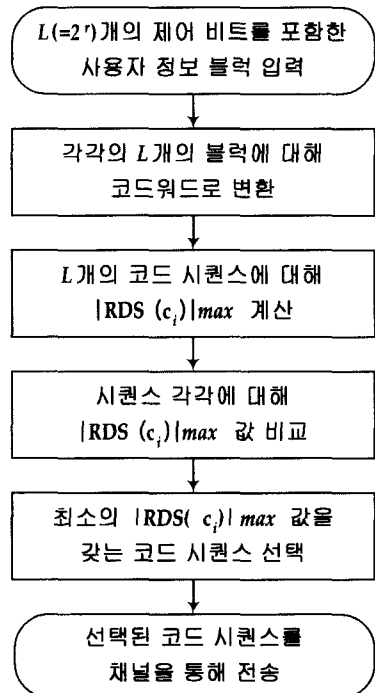 L(=2ʳ)개의 제어 비트를 포함한
사용자 정보 블럭 입력
각각의 L개의 블럭에 대해
코드워드로 변환
L개의 코드 시퀀스에 대해
|RDS (cᵢ)|max 계산
시퀀스 각각에 대해
|RDS (cᵢ)|max 값 비교
최소의 |RDS( cᵢ)| max 값을
갖는 코드 시퀀스 선택
선택된 코드 시퀀스를
채널을 통해 전송